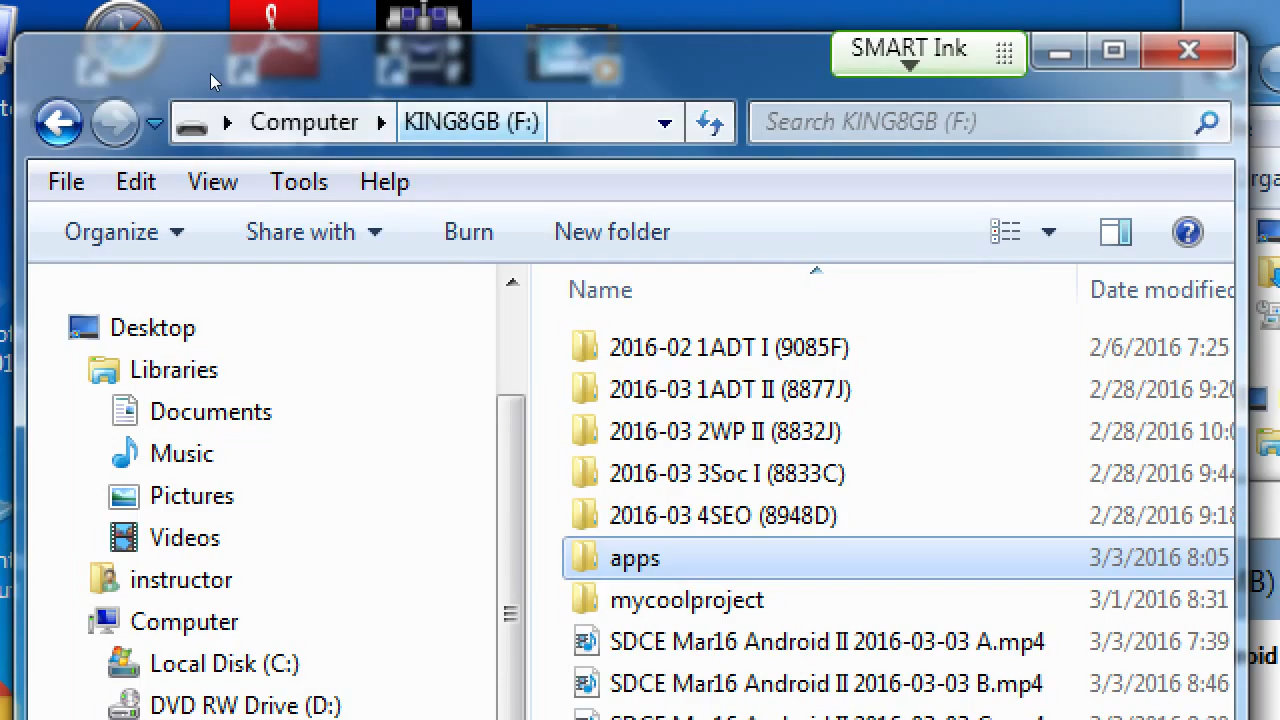 SMART Ink
Computer KING8GB (F:) Search KING8GB (F:)
File Edit View Tools Help
Organize Share with Burn New folder
Name Date modified
Desktop
Libraries
Documents
Music
Pictures
Videos
instructor
Computer
Local Disk (C:)
DVD RW Drive (D:)
2016-02 1ADT I (9085F) 2/6/2016 7:25
2016-03 1ADT II (8877J) 2/28/2016 9:20
2016-03 2WP II (8832J) 2/28/2016 10:0
2016-03 3Soc I (8833C) 2/28/2016 9:44
2016-03 4SEO (8948D) 2/28/2016 9:18
apps 3/3/2016 8:05
mycoolproject 3/1/2016 8:31
SDCE Mar16 Android II 2016-03-03 A.mp4 3/3/2016 7:39
SDCE Mar16 Android II 2016-03-03 B.mp4 3/3/2016 8:46
B)